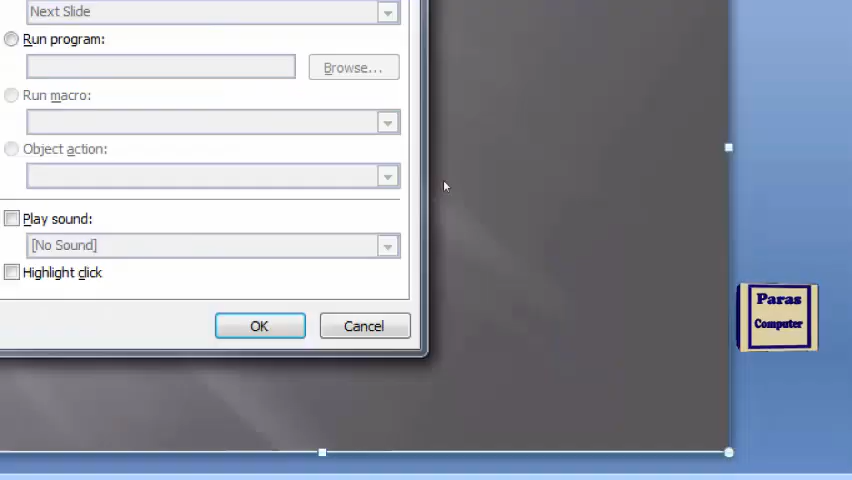 Next Slide
Run program:
Browse...
Run macro:
Object action:
Play sound:
[No Sound]
Highlight click
OK
Cancel
Paras
Computer